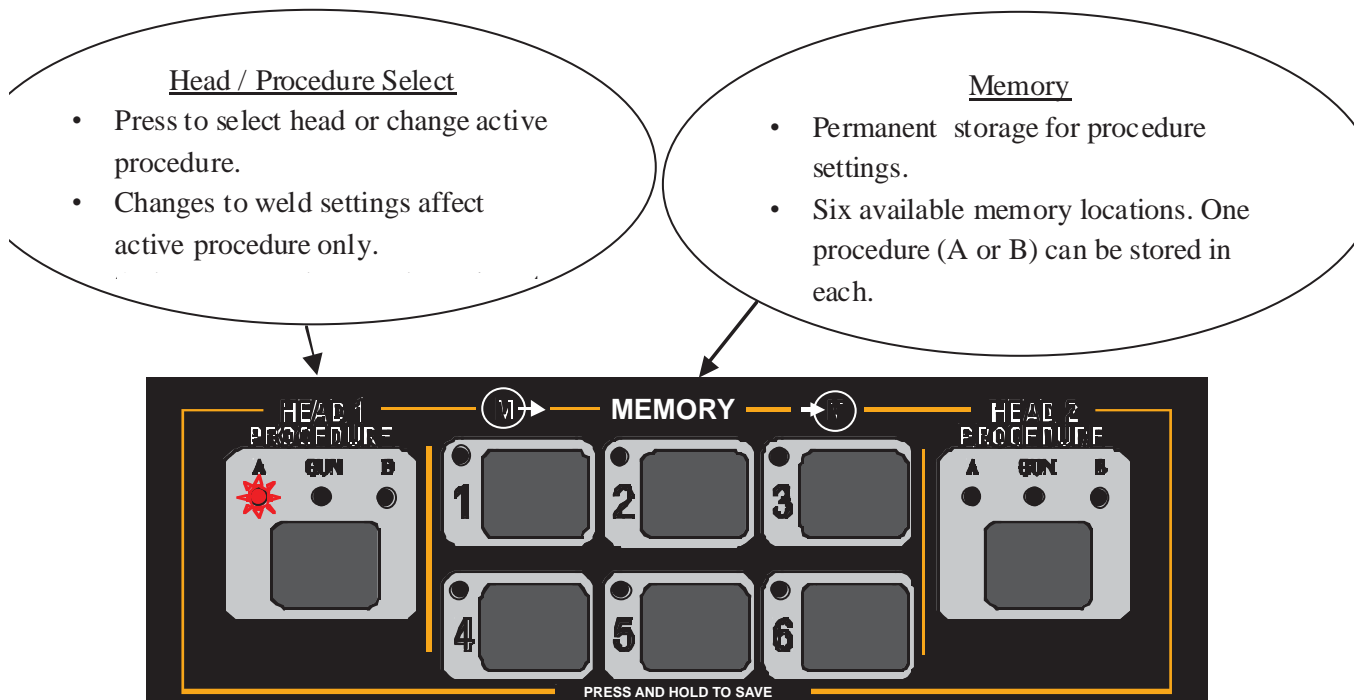 Head / Procedure Select
• Press to select head or change active
procedure.
• Changes to weld settings affect
active procedure only.
Memory
• Permanent storage for procedure
settings.
• Six available memory locations. One
procedure (A or B) can be stored in
each.
HEAD 1
PROCEDURE
A GUN B
M
MEMORY
HEAD 2
PROCEDURE
A GUN B
1
2
3
4
5
6
PRESS AND HOLD TO SAVE